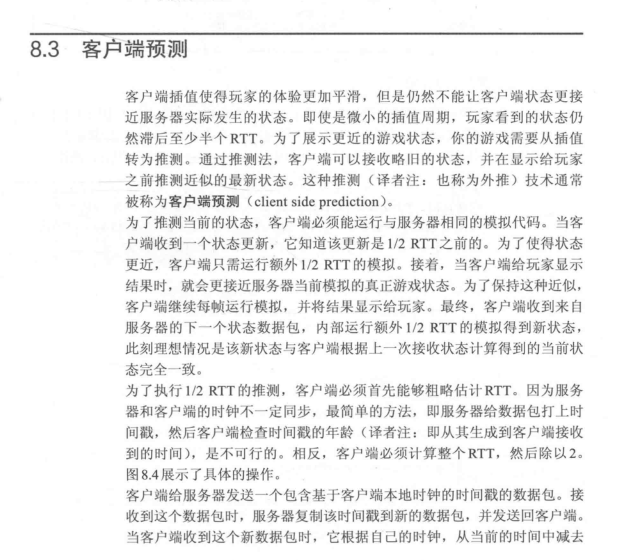 8.3 客户端预测
客户端插值使得玩家的体验更加平滑，但是仍然不能让客户端状态更接
近服务器实际发生的状态。即使是微小的插值周期，玩家看到的状态仍
然滞后至少半个RTT。为了展示更近的游戏状态，你的游戏需要从插值
转为推测。通过推测法，客户端可以接收略旧的状态，并在显示给玩家
之前推测近似的最新状态。这种推测（译者注：也称为外推）技术通常
被称为客户端预测（client side prediction）。
为了推测当前的状态，客户端必须能运行与服务器相同的模拟代码。当客
户端收到一个状态更新，它知道该更新是1/2 RTT之前的。为了使得状态
更近，客户端只需运行额外1/2 RTT的模拟。接着，当客户端给玩家显示
结果时，就会更接近服务器当前模拟的真正游戏状态。为了保持这种近似，
客户端继续每帧运行模拟，并将结果显示给玩家。最终，客户端收到来自
服务器的下一个状态数据包，内部运行额外1/2 RTT的模拟得到新状态，
此刻理想情况是该新状态与客户端根据上一次接收状态计算得到的当前状
态完全一致。
为了执行1/2 RTT的推测，客户端必须首先能够粗略估计RTT。因为服务
器和客户端的时钟不一定同步，最简单的方法，即服务器给数据包打上时
间戳，然后客户端检查时间戳的年龄（译者注：即从其生成到客户端接收
到的时间），是不可行的。相反，客户端必须计算整个RTT，然后除以2。
图8.4展示了具体的操作。
客户端给服务器发送一个包含基于客户端本地时钟的时间戳的数据包。接
收到这个数据包时，服务器复制该时间戳到新的数据包，并发送回客户端。
当客户端收到这个新数据包时，它根据自己的时钟，从当前的时间中减去